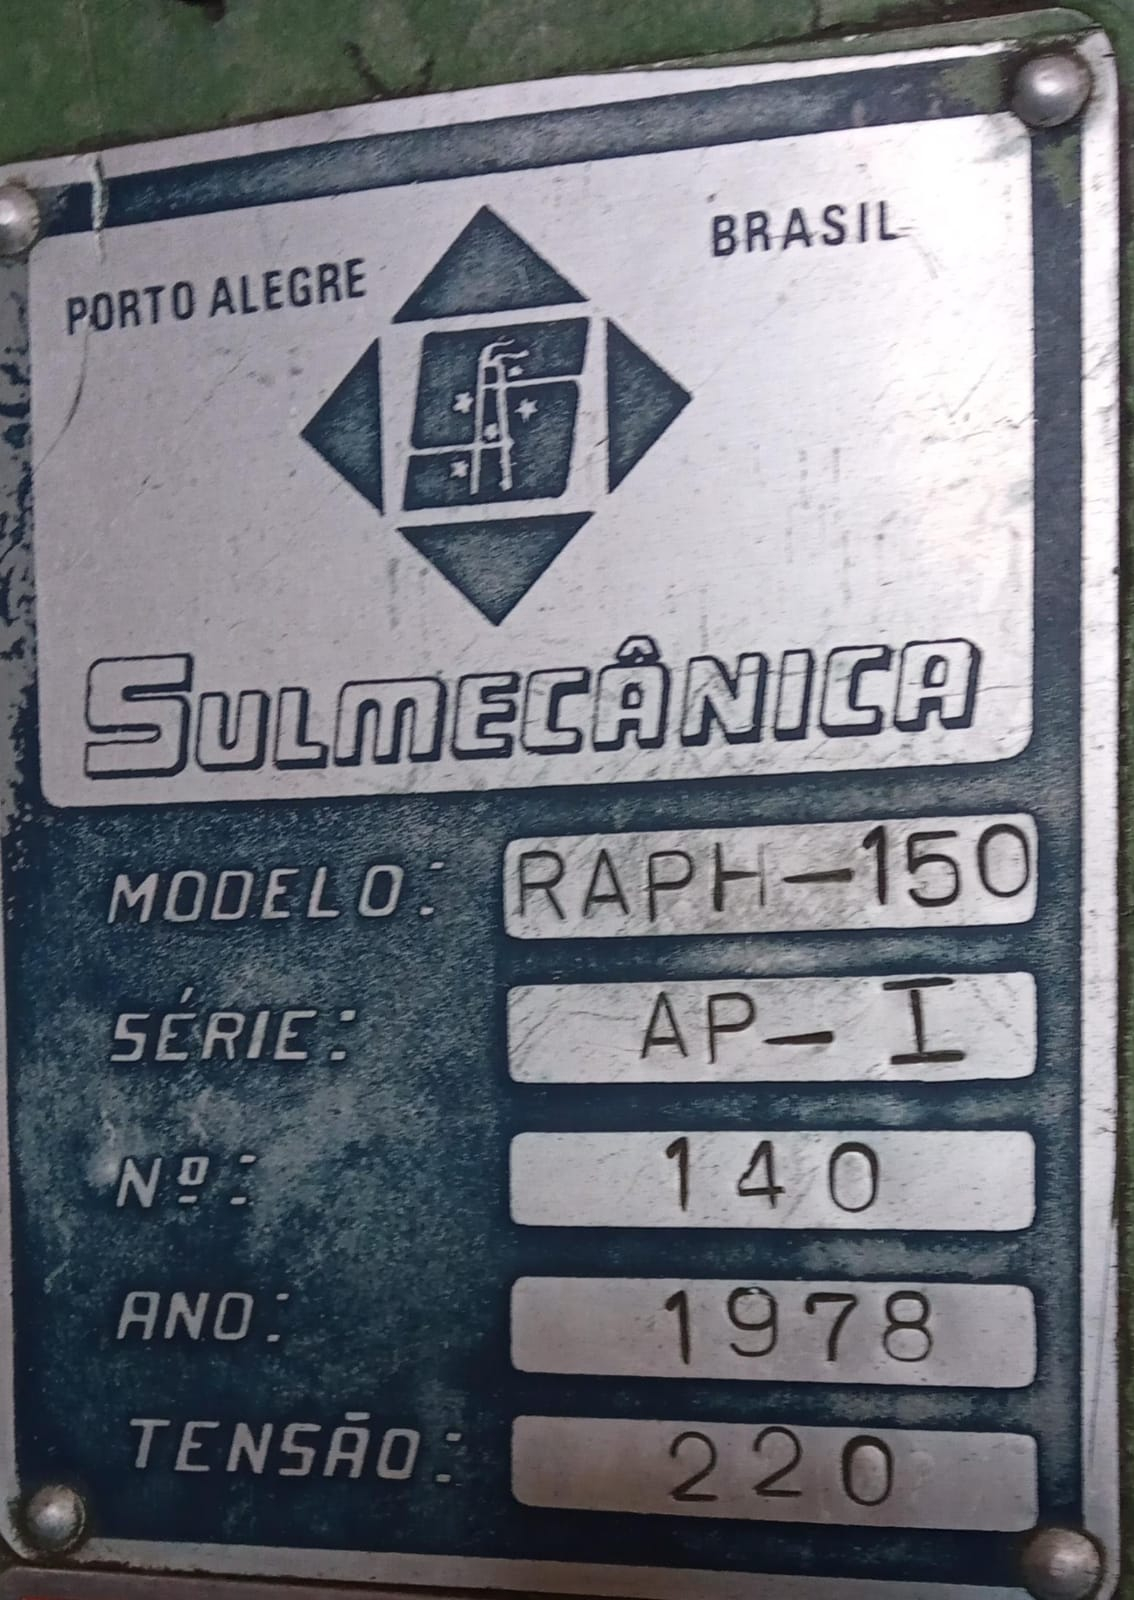 PORTO ALEGRE BRASIL
SULMECÂNICA
MODELO: RAPH-150
SÉRIE: AP-I
Nº: 140
ANO: 1978
TENSÃO: 220